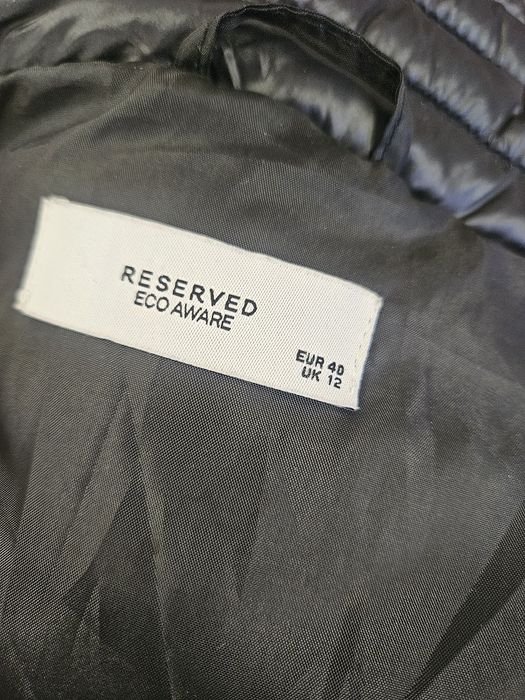 RESERVED
ECO AWARE
EUR 40
UK 12